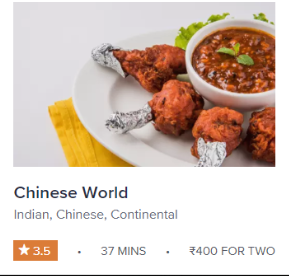 Chinese World
Indian, Chinese, Continental
★ 3.5 • 37 MINS • ₹400 FOR TWO